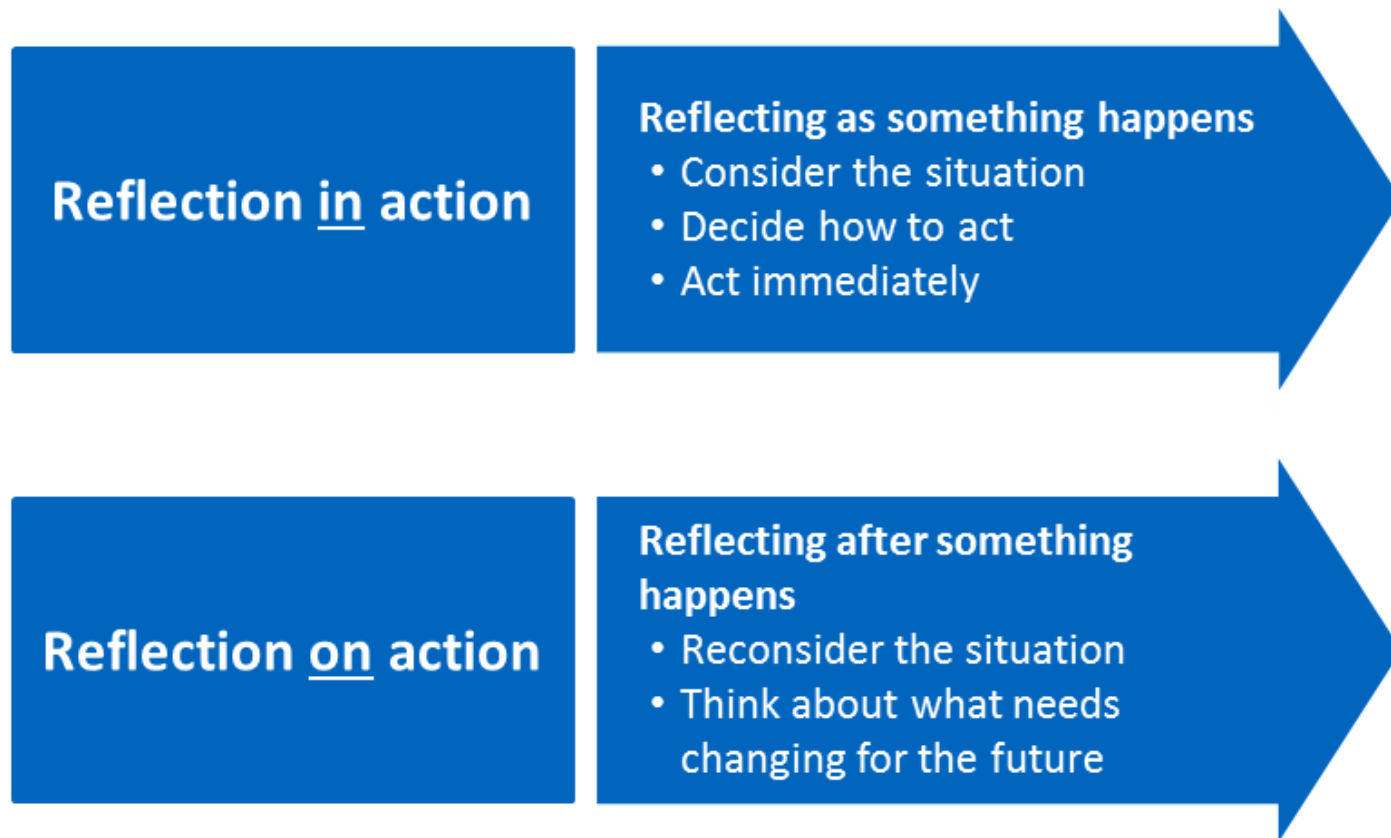 Reflection in action
Reflecting as something happens
• Consider the situation
• Decide how to act
• Act immediately
Reflection on action
Reflecting after something
happens
• Reconsider the situation
• Think about what needs
changing for the future